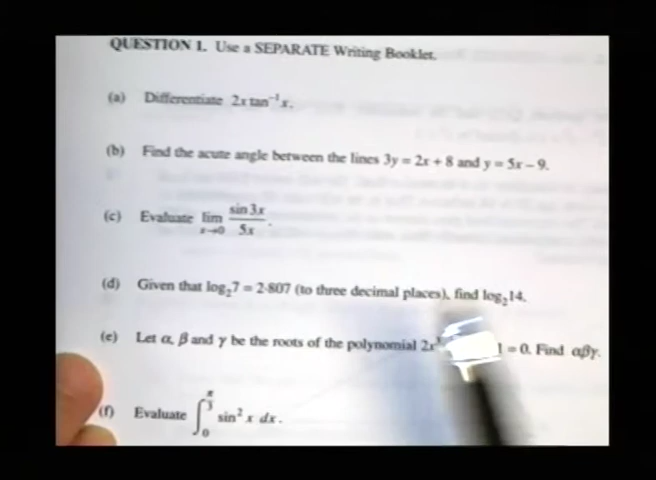 QUESTION 1. Use a SEPARATE Writing Booklet.
(a) Differentiate 2x tan⁻¹x.
(b) Find the acute angle between the lines 3y = 2x + 8 and y = 5x – 9.
(c) Evaluate lim x→0 sin 3x / 5x .
(d) Given that log₂7 = 2·807 (to three decimal places), find log₂14.
(e) Let α, β and γ be the roots of the polynomial 2x³ 1 = 0. Find αβγ.
(f) Evaluate ∫₀^(π/3) sin² x dx.